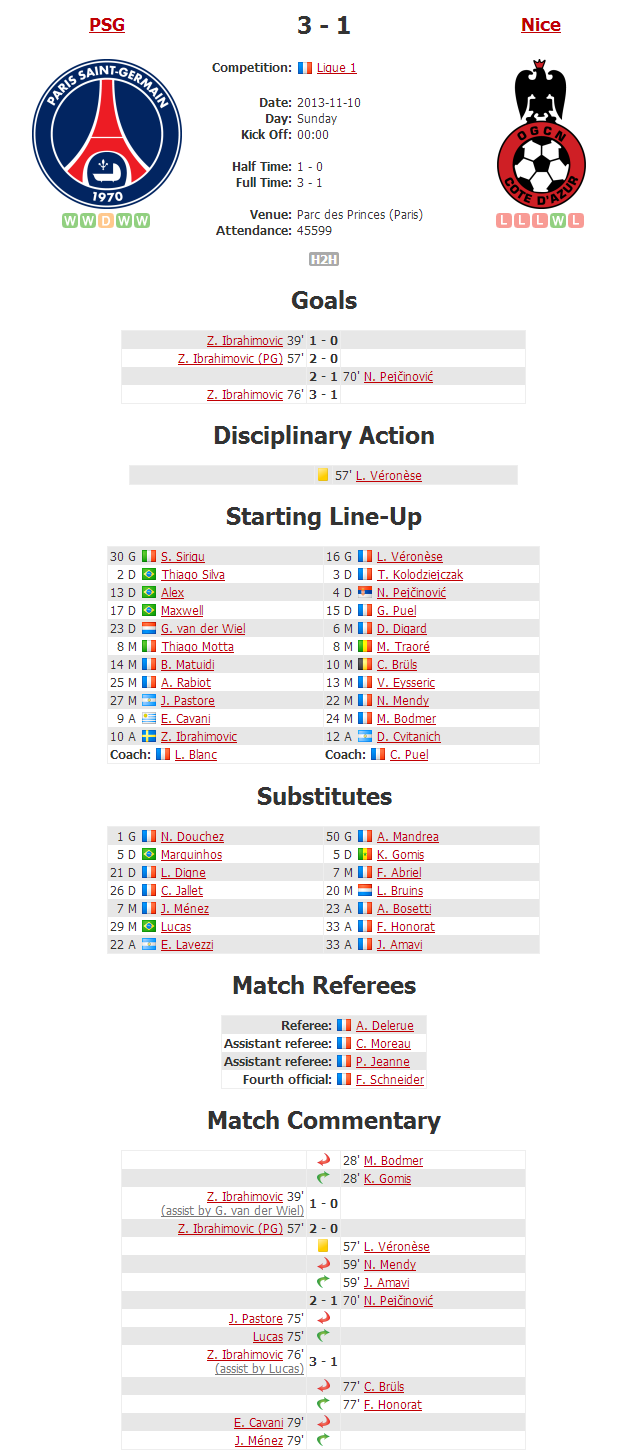 PSG 3 - 1 Nice
PARIS SAINT-GERMAIN
1970
OGCN
COTE D'AZUR
Competition: Ligue 1
Date: 2013-11-10
Day: Sunday
Kick Off: 00:00
Half Time: 1 - 0
Full Time: 3 - 1
Venue: Parc des Princes (Paris)
Attendance: 45599
W W D W W
L L L W L
H2H
Goals
Z. Ibrahimovic 39' 1 - 0
Z. Ibrahimovic (PG) 57' 2 - 0
2 - 1 70' N. Pejčinović
Z. Ibrahimovic 76' 3 - 1
Disciplinary Action
57' L. Véronèse
Starting Line-Up
30 G S. Sirigu 16 G L. Véronèse
2 D Thiago Silva 3 D T. Kolodziejczak
13 D Alex 4 D N. Pejčinović
17 D Maxwell 15 D G. Puel
23 D G. van der Wiel 6 M D. Digard
8 M Thiago Motta 8 M M. Traoré
14 M B. Matuidi 10 M C. Brüls
25 M A. Rabiot 13 M V. Eysseric
27 M J. Pastore 22 M N. Mendy
9 A E. Cavani 24 M M. Bodmer
10 A Z. Ibrahimovic 12 A D. Cvitanich
Coach: L. Blanc Coach: C. Puel
Substitutes
1 G N. Douchez 50 G A. Mandrea
5 D Marquinhos 5 D K. Gomis
21 D L. Digne 7 M F. Abriel
26 D C. Jallet 20 M L. Bruins
7 M J. Ménez 23 A A. Bosetti
29 M Lucas 33 A F. Honorat
22 A E. Lavezzi 33 A J. Amavi
Match Referees
Referee: A. Delerue
Assistant referee: C. Moreau
Assistant referee: P. Jeanne
Fourth official: F. Schneider
Match Commentary
28' M. Bodmer
28' K. Gomis
Z. Ibrahimovic 39' 1 - 0
(assist by G. van der Wiel)
Z. Ibrahimovic (PG) 57' 2 - 0
57' L. Véronèse
59' N. Mendy
59' J. Amavi
2 - 1 70' N. Pejčinović
J. Pastore 75'
Lucas 75'
Z. Ibrahimovic 76' 3 - 1
(assist by Lucas)
77' C. Brüls
77' F. Honorat
E. Cavani 79'
J. Ménez 79'